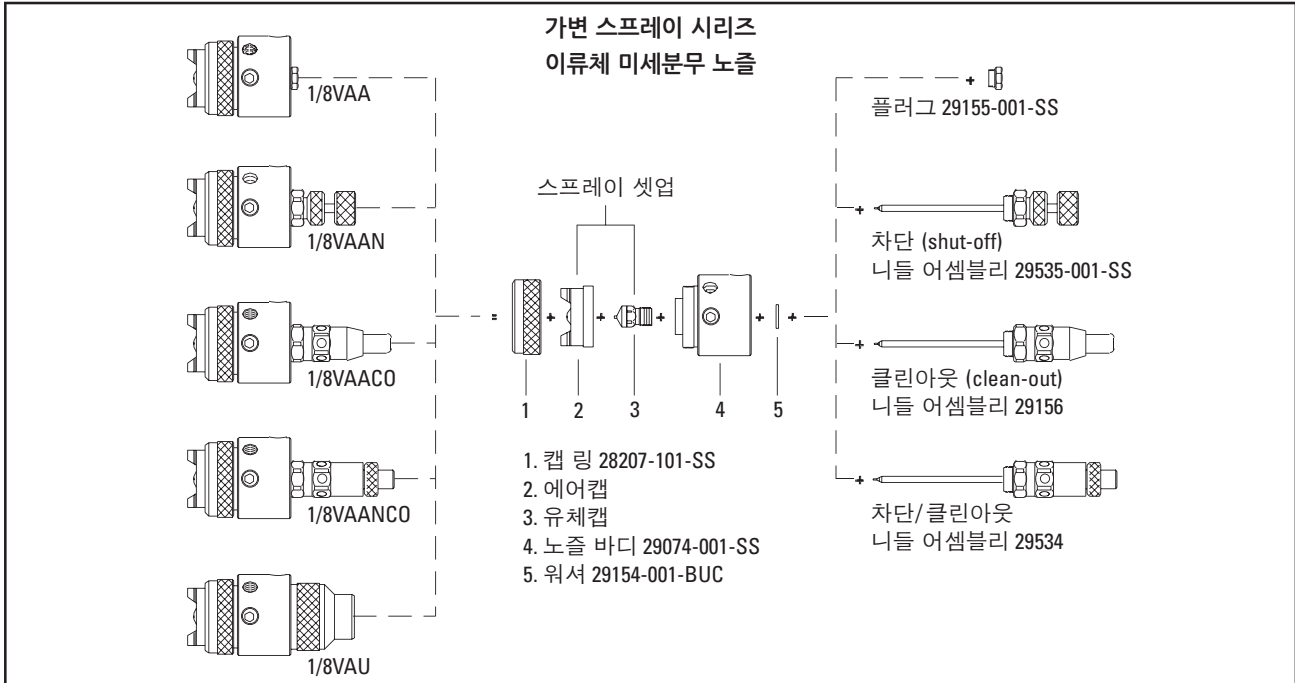 가변 스프레이 시리즈
이류체 미세분무 노즐
1/8VAA
1/8VAAN
1/8VAACO
1/8VAANCO
1/8VAU
스프레이 셋업
=
+
+
+
+
+
1
2
3
4
5
1. 캡 링 28207-101-SS
2. 에어캡
3. 유체캡
4. 노즐 바디 29074-001-SS
5. 워셔 29154-001-BUC
+
플러그 29155-001-SS
+
차단 (shut-off)
니들 어셈블리 29535-001-SS
+
클린아웃 (clean-out)
니들 어셈블리 29156
+
차단/클린아웃
니들 어셈블리 29534